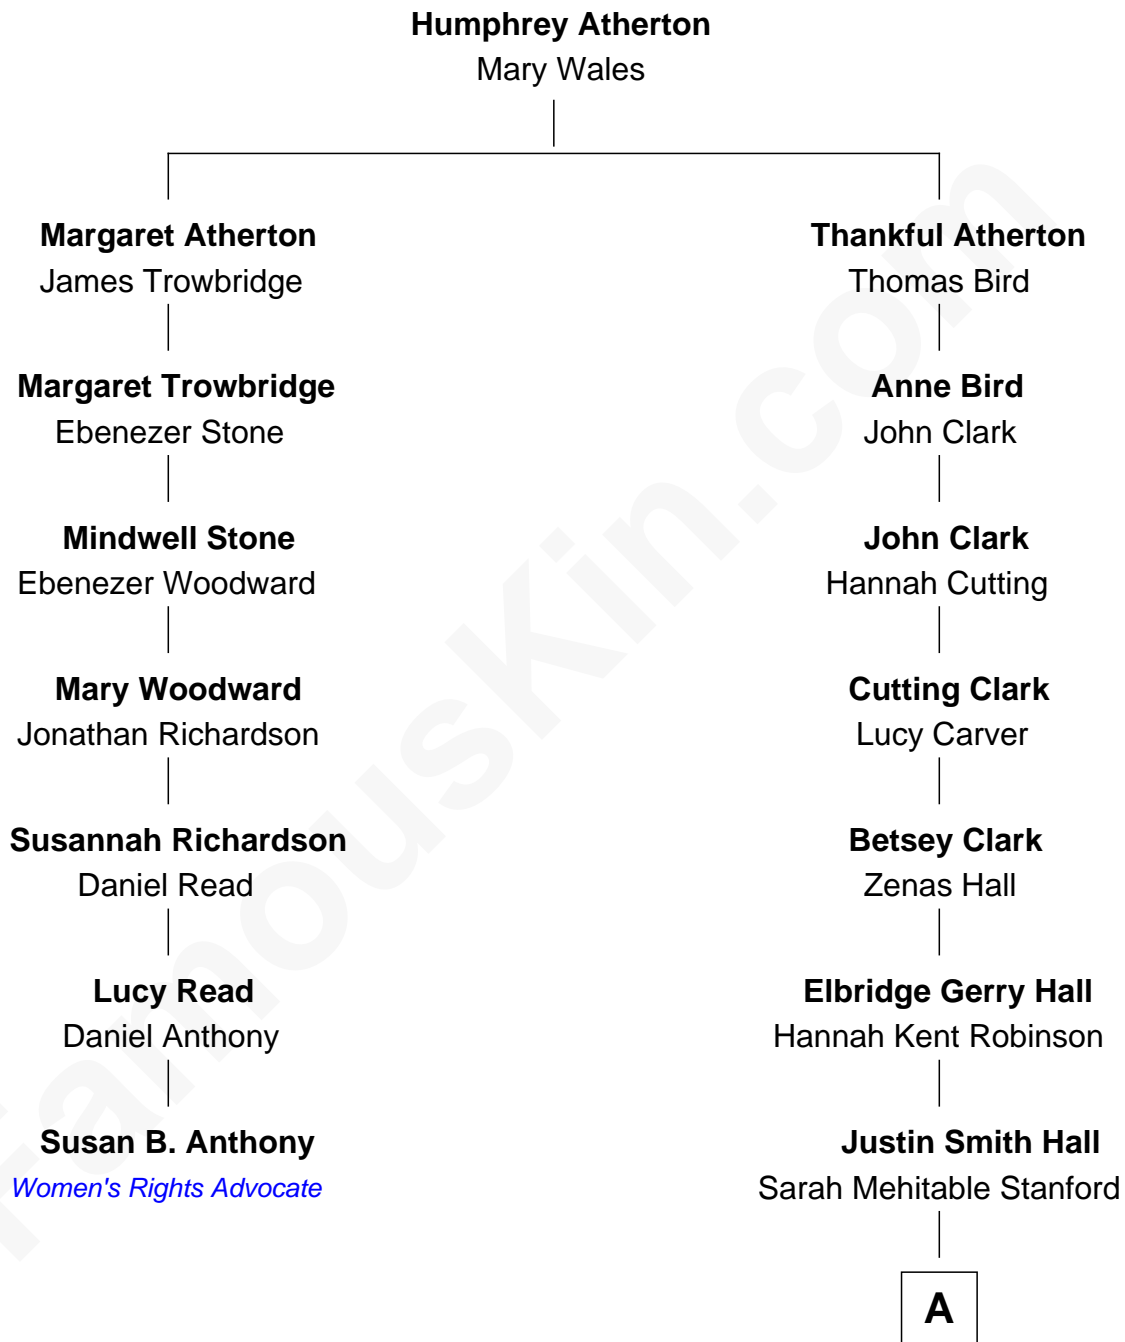 Humphrey Atherton
Mary Wales
Margaret Atherton
James Trowbridge
Thankful Atherton
Thomas Bird
Margaret Trowbridge
Ebenezer Stone
Anne Bird
John Clark
Mindwell Stone
Ebenezer Woodward
John Clark
Hannah Cutting
Mary Woodward
Jonathan Richardson
Cutting Clark
Lucy Carver
Susannah Richardson
Daniel Read
Betsey Clark
Zenas Hall
Lucy Read
Daniel Anthony
Elbridge Gerry Hall
Hannah Kent Robinson
Susan B. Anthony
Women's Rights Advocate
Justin Smith Hall
Sarah Mehitable Stanford
A
FamousKin.com